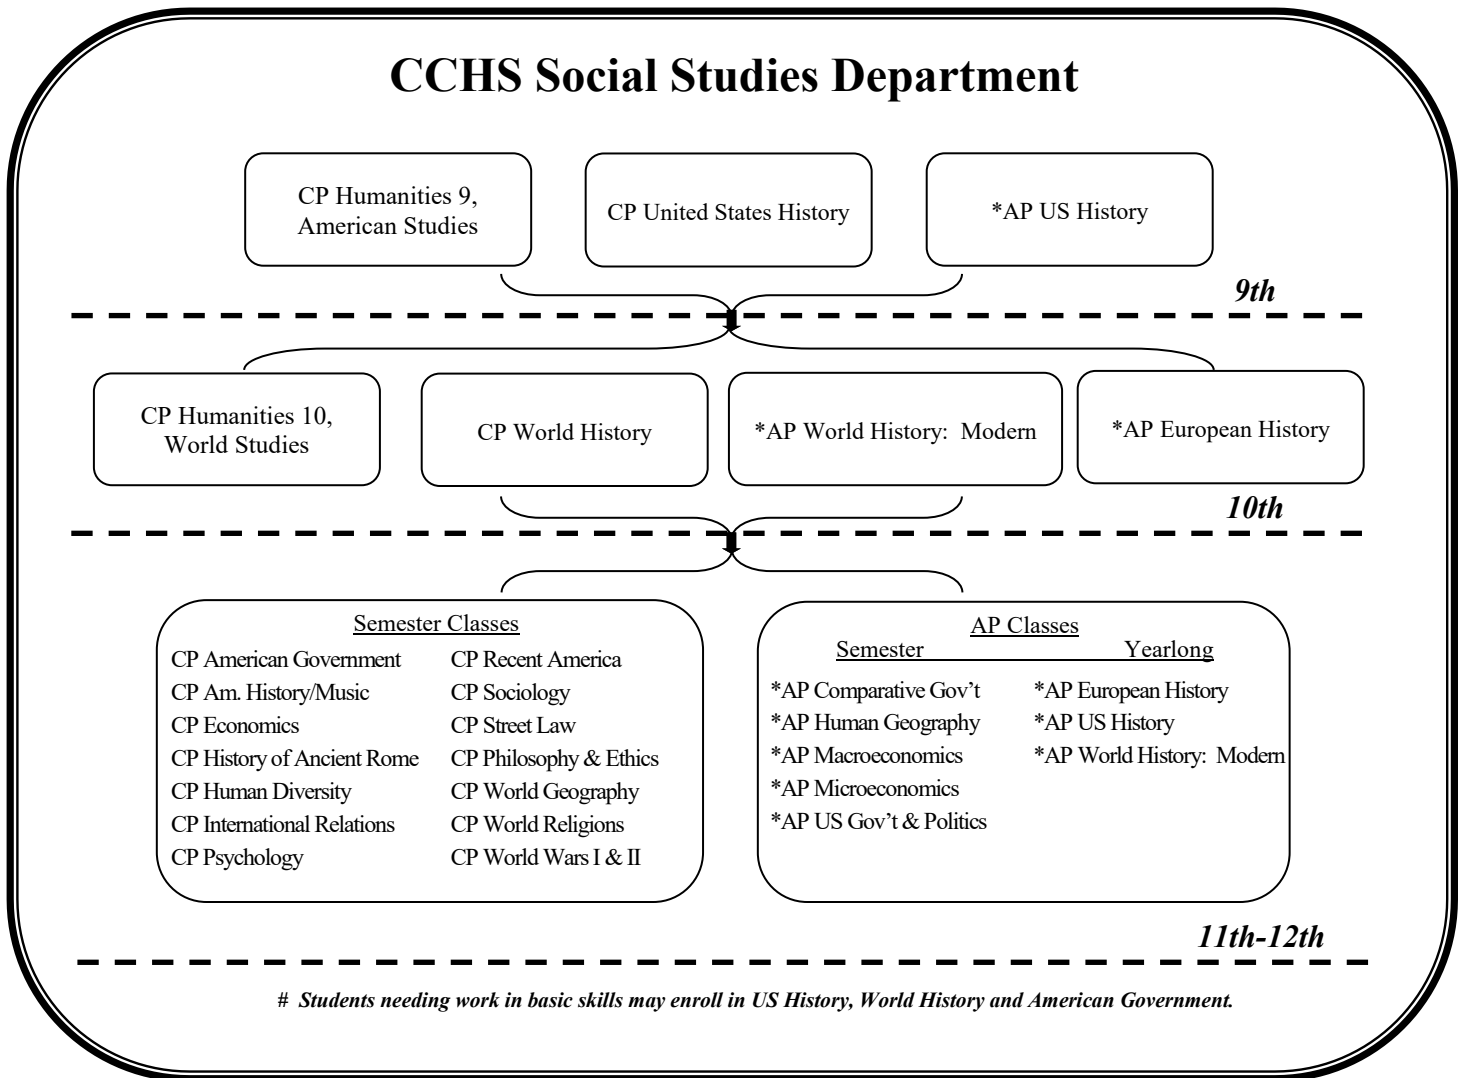 CCHS Social Studies Department
CP Humanities 9,
American Studies
CP United States History
*AP US History
9th
CP Humanities 10,
World Studies
CP World History
*AP World History: Modern
*AP European History
10th
Semester Classes
CP American Government
CP Am. History/Music
CP Economics
CP History of Ancient Rome
CP Human Diversity
CP International Relations
CP Psychology
CP Recent America
CP Sociology
CP Street Law
CP Philosophy & Ethics
CP World Geography
CP World Religions
CP World Wars I & II
AP Classes
Semester
*AP Comparative Gov’t
*AP Human Geography
*AP Macroeconomics
*AP Microeconomics
*AP US Gov’t & Politics
Yearlong
*AP European History
*AP US History
*AP World History: Modern
11th-12th
# Students needing work in basic skills may enroll in US History, World History and American Government.